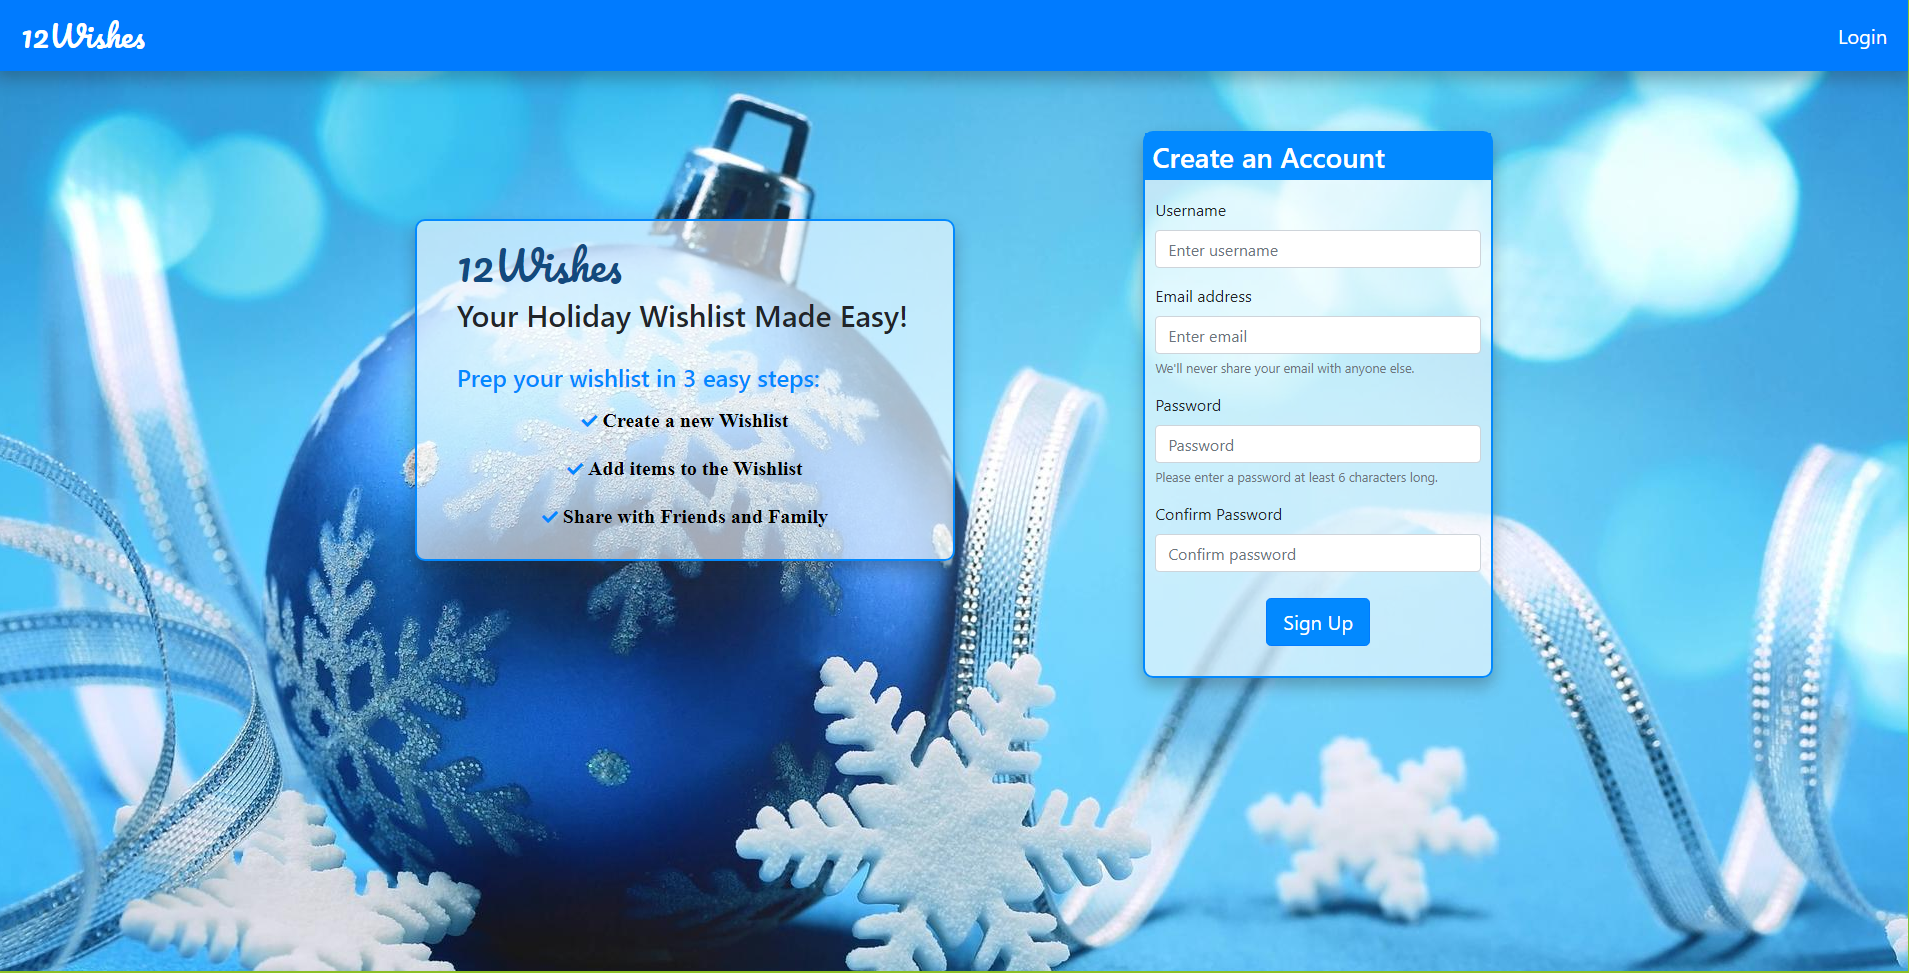 12Wishes
Login
12Wishes
Your Holiday Wishlist Made Easy!
Prep your wishlist in 3 easy steps:
Create a new Wishlist
Add items to the Wishlist
Share with Friends and Family
Create an Account
Username
Enter username
Email address
Enter email
We'll never share your email with anyone else.
Password
Password
Please enter a password at least 6 characters long.
Confirm Password
Confirm password
Sign Up